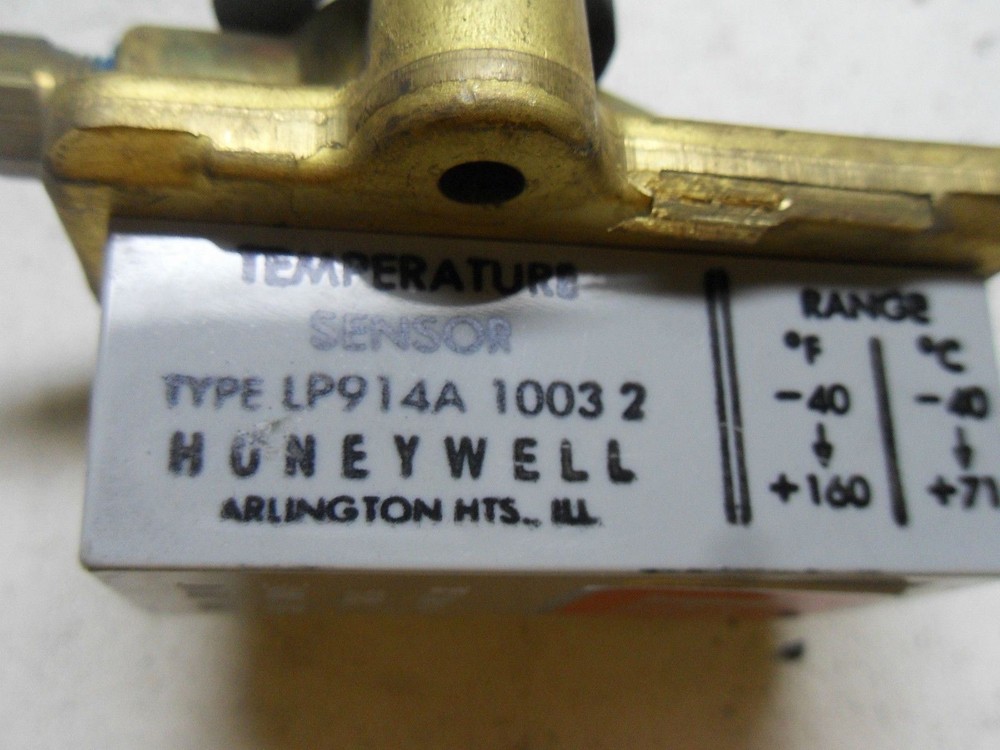 TEMPERATURE
SENSOR
TYPE LP914A 1003 2
HONEYWELL
ARLINGTON HTS., ILL.
RANGE
°F °C
-40 -40
+160 +71